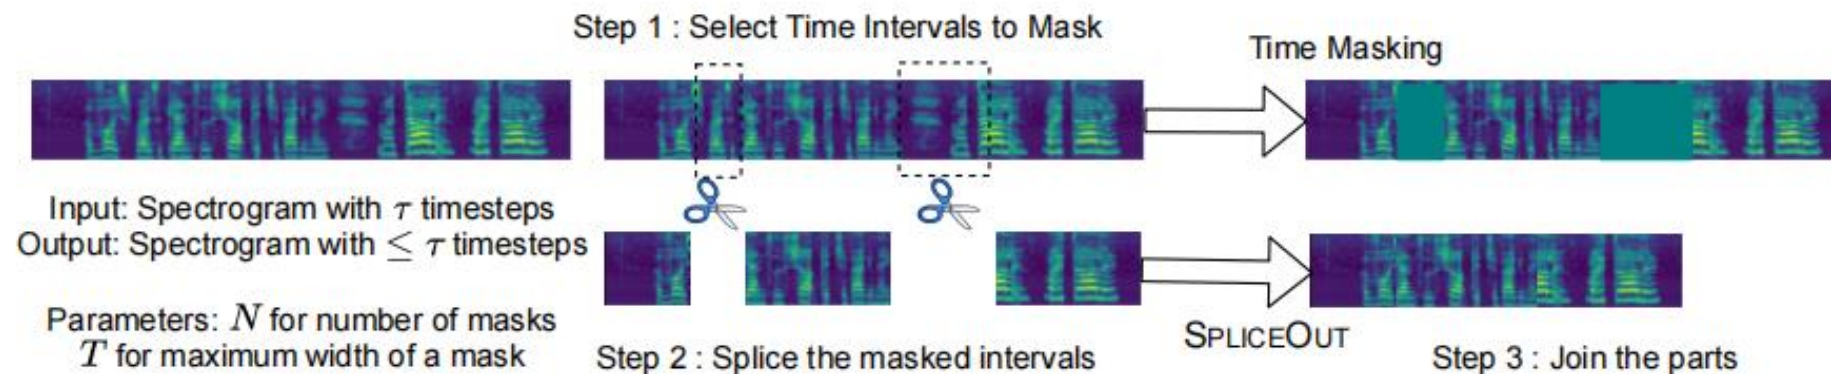 Step 1 : Select Time Intervals to Mask
Time Masking
Input: Spectrogram with τ timesteps
Output: Spectrogram with ≤ τ timesteps
Parameters: N for number of masks
T for maximum width of a mask
Step 2 : Splice the masked intervals
SPLICEOUT
Step 3 : Join the parts